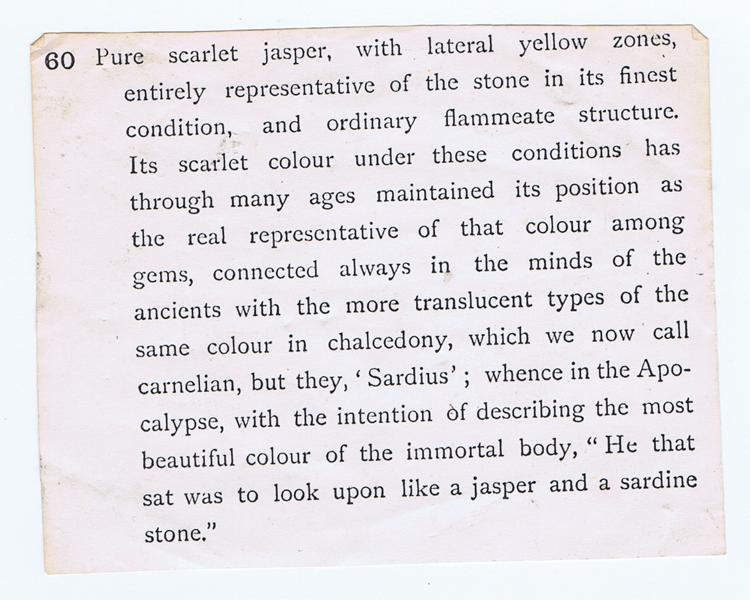 60 Pure scarlet jasper, with lateral yellow zones,
entirely representative of the stone in its finest
condition, and ordinary flammeate structure.
Its scarlet colour under these conditions has
through many ages maintained its position as
the real representative of that colour among
gems, connected always in the minds of the
ancients with the more translucent types of the
same colour in chalcedony, which we now call
carnelian, but they, ‘ Sardius’ ; whence in the Apo-
calypse, with the intention of describing the most
beautiful colour of the immortal body, “ He that
sat was to look upon like a jasper and a sardine
stone.”